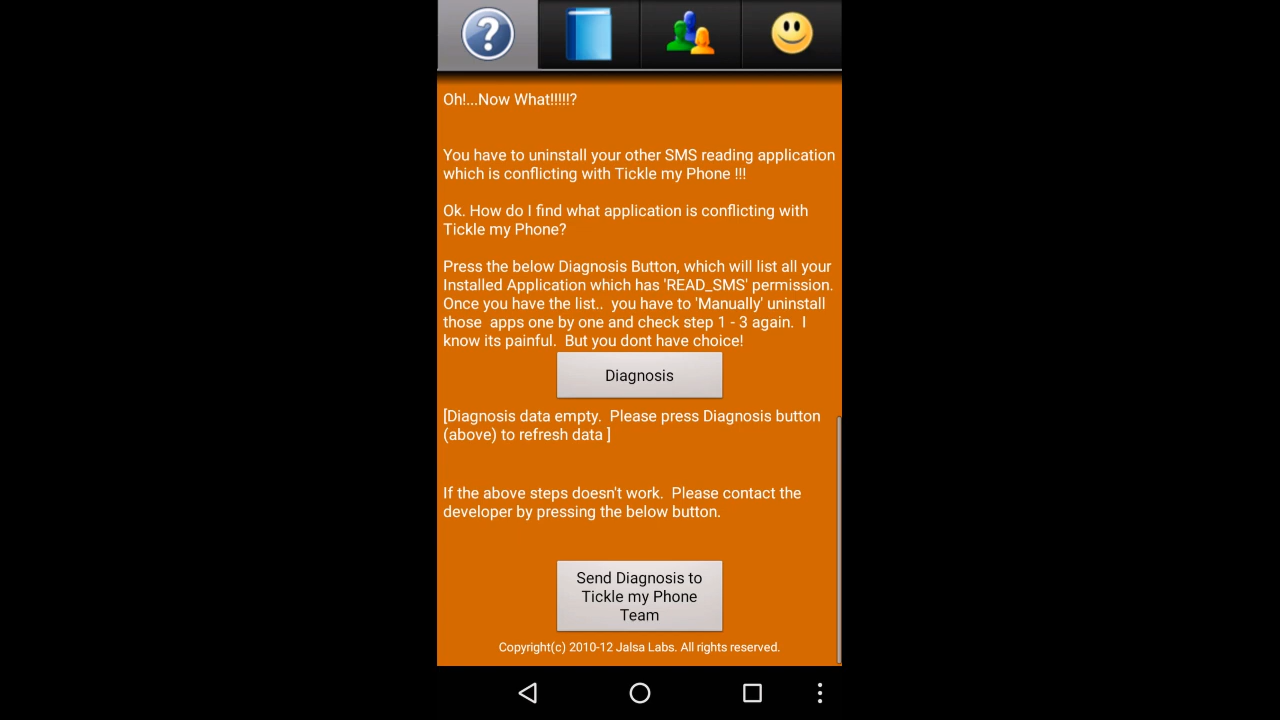 Oh!...Now What!!!!!?
You have to uninstall your other SMS reading application
which is conflicting with Tickle my Phone !!!
Ok. How do I find what application is conflicting with
Tickle my Phone?
Press the below Diagnosis Button, which will list all your
Installed Application which has 'READ_SMS' permission.
Once you have the list..  you have to 'Manually' uninstall
those  apps one by one and check step 1 - 3 again.  I
know its painful.  But you dont have choice!
Diagnosis
[Diagnosis data empty.  Please press Diagnosis button
(above) to refresh data ]
If the above steps doesn't work.  Please contact the
developer by pressing the below button.
Send Diagnosis to
Tickle my Phone
Team
Copyright(c) 2010-12 Jalsa Labs. All rights reserved.